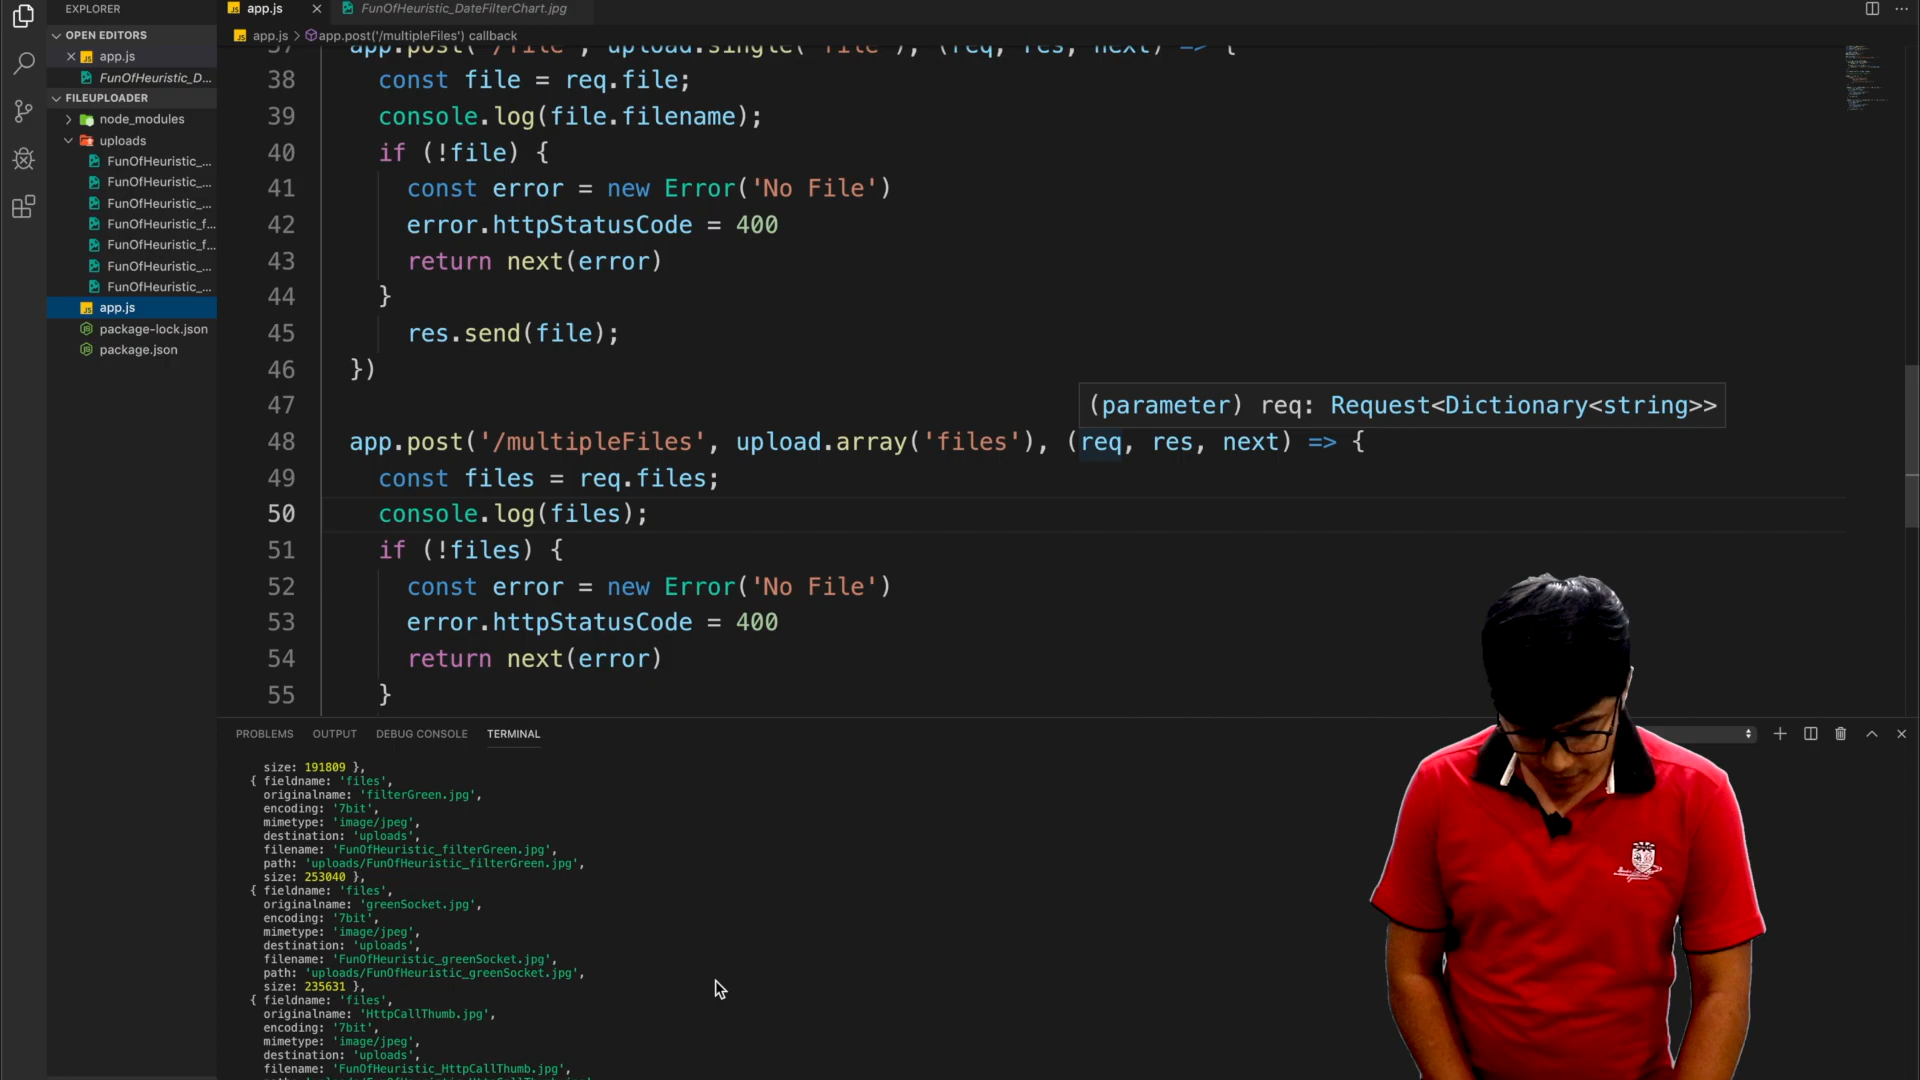 EXPLORER
OPEN EDITORS
app.js
FunOfHeuristic_D...
FILEUPLOADER
node_modules
uploads
FunOfHeuristic_...
FunOfHeuristic_...
FunOfHeuristic_...
FunOfHeuristic_f...
FunOfHeuristic_f...
FunOfHeuristic_...
FunOfHeuristic_...
app.js
package-lock.json
package.json
app.js
FunOfHeuristic_DateFilterChart.jpg
app.js > app.post('/multipleFiles') callback
37 app.post('/file', upload.single('file'), (req, res, next) => {
38 const file = req.file;
39 console.log(file.filename);
40 if (!file) {
41 const error = new Error('No File')
42 error.httpStatusCode = 400
43 return next(error)
44 }
45 res.send(file);
46 })
47
(parameter) req: Request<Dictionary<string>>
48 app.post('/multipleFiles', upload.array('files'), (req, res, next) => {
49 const files = req.files;
50 console.log(files);
51 if (!files) {
52 const error = new Error('No File')
53 error.httpStatusCode = 400
54 return next(error)
55 }
PROBLEMS OUTPUT DEBUG CONSOLE TERMINAL
size: 191809 },
{ fieldname: 'files',
originalname: 'filterGreen.jpg',
encoding: '7bit',
mimetype: 'image/jpeg',
destination: 'uploads',
filename: 'FunOfHeuristic_filterGreen.jpg',
path: 'uploads/FunOfHeuristic_filterGreen.jpg',
size: 253040 },
{ fieldname: 'files',
originalname: 'greenSocket.jpg',
encoding: '7bit',
mimetype: 'image/jpeg',
destination: 'uploads',
filename: 'FunOfHeuristic_greenSocket.jpg',
path: 'uploads/FunOfHeuristic_greenSocket.jpg',
size: 235631 },
{ fieldname: 'files',
originalname: 'HttpCallThumb.jpg',
encoding: '7bit',
mimetype: 'image/jpeg',
destination: 'uploads',
filename: 'FunOfHeuristic_HttpCallThumb.jpg',